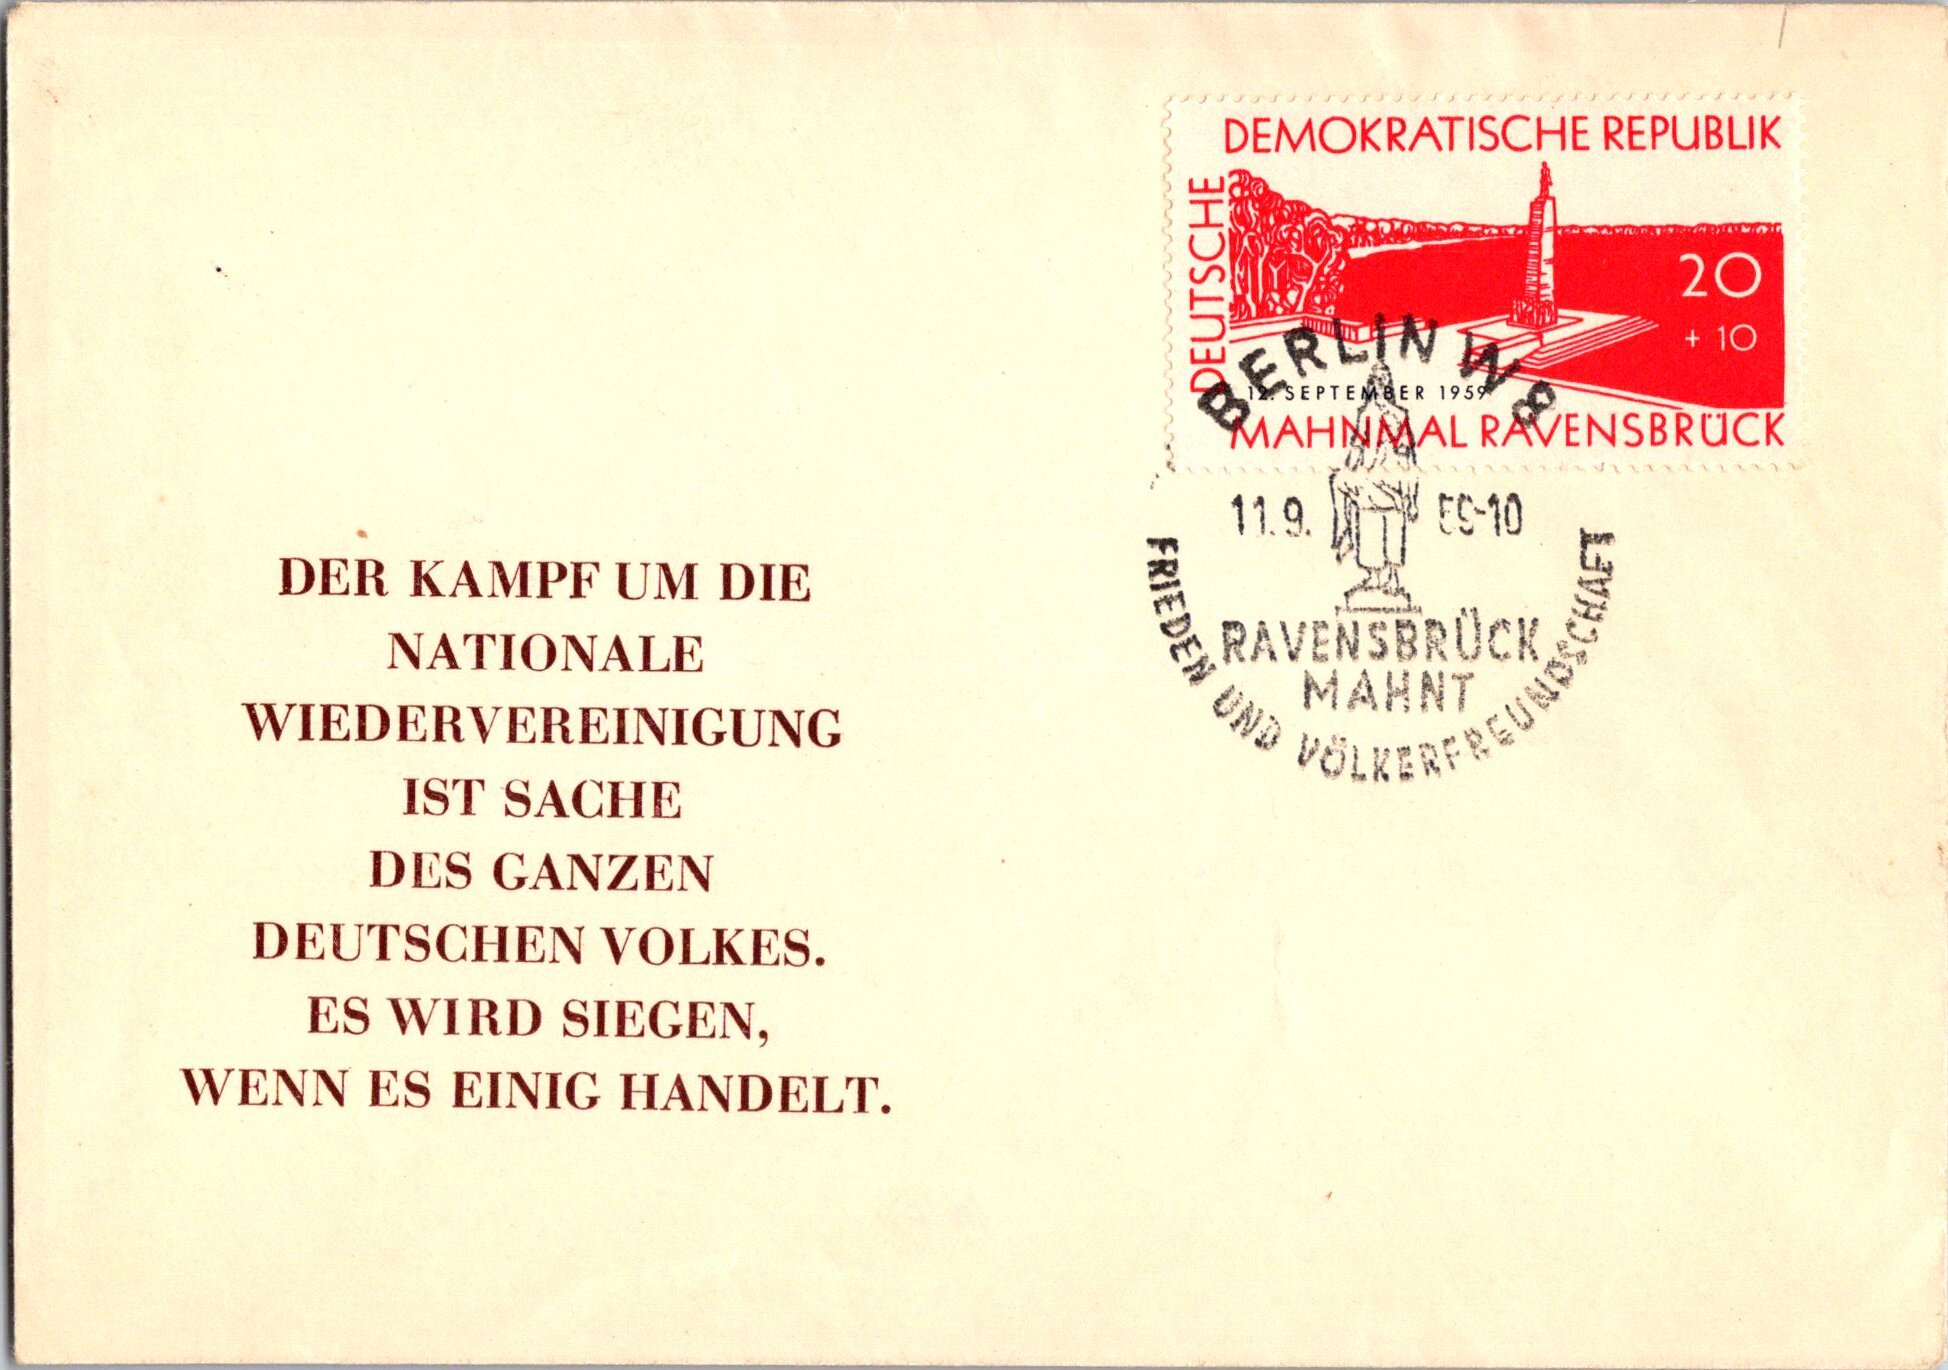 DEMOKRATISCHE REPUBLIK
DEUTSCHE
20
+ 10
12. SEPTEMBER 1959
MAHNMAL RAVENSBRÜCK
BERLIN W 8
11.9. 59-10
RAVENSBRÜCK
MAHNT
FRIEDEN UND VÖLKERFREUNDSCHAFT
DER KAMPF UM DIE
NATIONALE
WIEDERVEREINIGUNG
IST SACHE
DES GANZEN
DEUTSCHEN VOLKES.
ES WIRD SIEGEN,
WENN ES EINIG HANDELT.